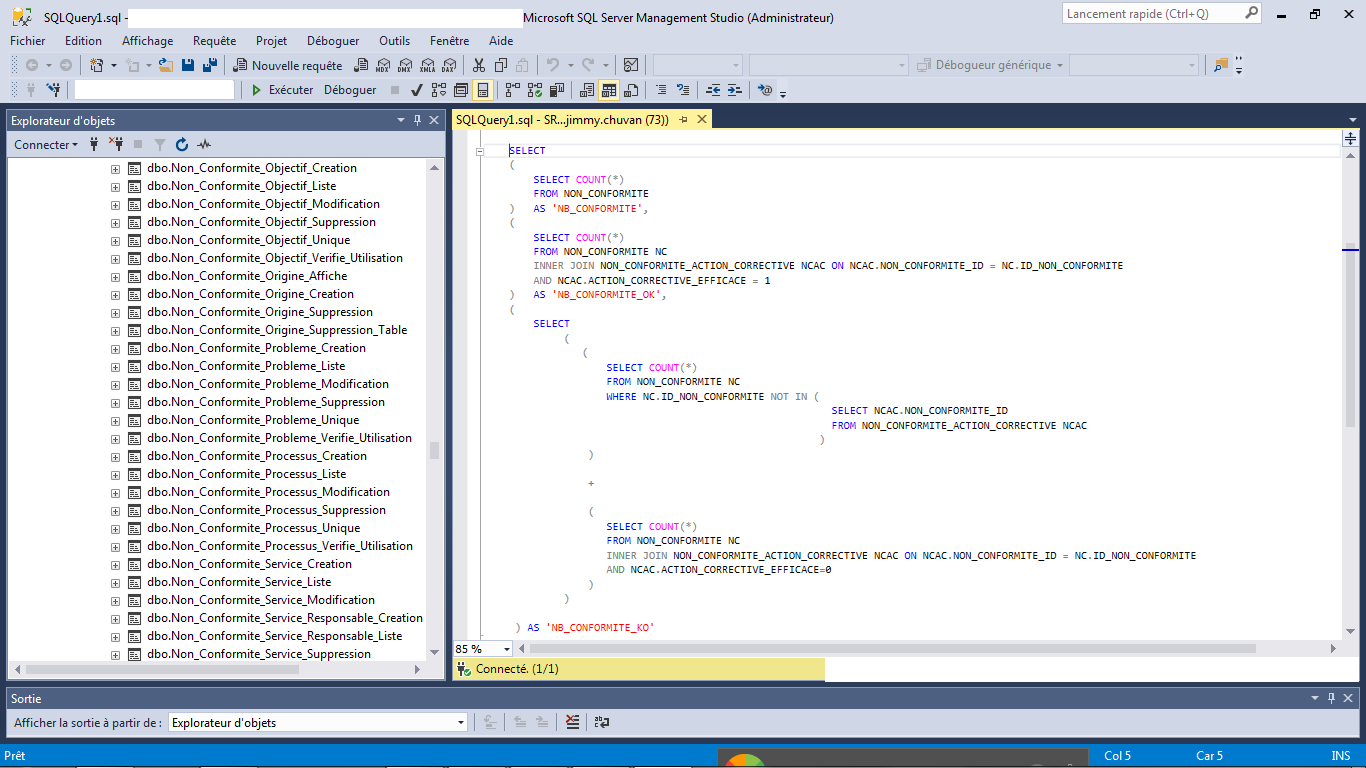 SQLQuery1.sql - Microsoft SQL Server Management Studio (Administrateur)
Lancement rapide (Ctrl+Q)
Fichier Edition Affichage Requête Projet Déboguer Outils Fenêtre Aide
Nouvelle requête MDX DMX XMLA DAX Débogueur générique
Exécuter Déboguer
Explorateur d'objets
Connecter
dbo.Non_Conformite_Objectif_Creation
dbo.Non_Conformite_Objectif_Liste
dbo.Non_Conformite_Objectif_Modification
dbo.Non_Conformite_Objectif_Suppression
dbo.Non_Conformite_Objectif_Unique
dbo.Non_Conformite_Objectif_Verifie_Utilisation
dbo.Non_Conformite_Origine_Affiche
dbo.Non_Conformite_Origine_Creation
dbo.Non_Conformite_Origine_Suppression
dbo.Non_Conformite_Origine_Suppression_Table
dbo.Non_Conformite_Probleme_Creation
dbo.Non_Conformite_Probleme_Liste
dbo.Non_Conformite_Probleme_Modification
dbo.Non_Conformite_Probleme_Suppression
dbo.Non_Conformite_Probleme_Unique
dbo.Non_Conformite_Probleme_Verifie_Utilisation
dbo.Non_Conformite_Processus_Creation
dbo.Non_Conformite_Processus_Liste
dbo.Non_Conformite_Processus_Modification
dbo.Non_Conformite_Processus_Suppression
dbo.Non_Conformite_Processus_Unique
dbo.Non_Conformite_Processus_Verifie_Utilisation
dbo.Non_Conformite_Service_Creation
dbo.Non_Conformite_Service_Liste
dbo.Non_Conformite_Service_Modification
dbo.Non_Conformite_Service_Responsable_Creation
dbo.Non_Conformite_Service_Responsable_Liste
dbo.Non_Conformite_Service_Suppression
SQLQuery1.sql - SR...jimmy.chuvan (73))
SELECT
(
SELECT COUNT(*)
FROM NON_CONFORMITE
) AS 'NB_CONFORMITE',
(
SELECT COUNT(*)
FROM NON_CONFORMITE NC
INNER JOIN NON_CONFORMITE_ACTION_CORRECTIVE NCAC ON NCAC.NON_CONFORMITE_ID = NC.ID_NON_CONFORMITE
AND NCAC.ACTION_CORRECTIVE_EFFICACE = 1
) AS 'NB_CONFORMITE_OK',
(
SELECT
(
(
SELECT COUNT(*)
FROM NON_CONFORMITE NC
WHERE NC.ID_NON_CONFORMITE NOT IN (
SELECT NCAC.NON_CONFORMITE_ID
FROM NON_CONFORMITE_ACTION_CORRECTIVE NCAC
)
)
+
(
SELECT COUNT(*)
FROM NON_CONFORMITE NC
INNER JOIN NON_CONFORMITE_ACTION_CORRECTIVE NCAC ON NCAC.NON_CONFORMITE_ID = NC.ID_NON_CONFORMITE
AND NCAC.ACTION_CORRECTIVE_EFFICACE=0
)
)
) AS 'NB_CONFORMITE_KO'
85 %
Connecté. (1/1)
Sortie
Afficher la sortie à partir de : Explorateur d'objets
Prêt Col 5 Car 5 INS